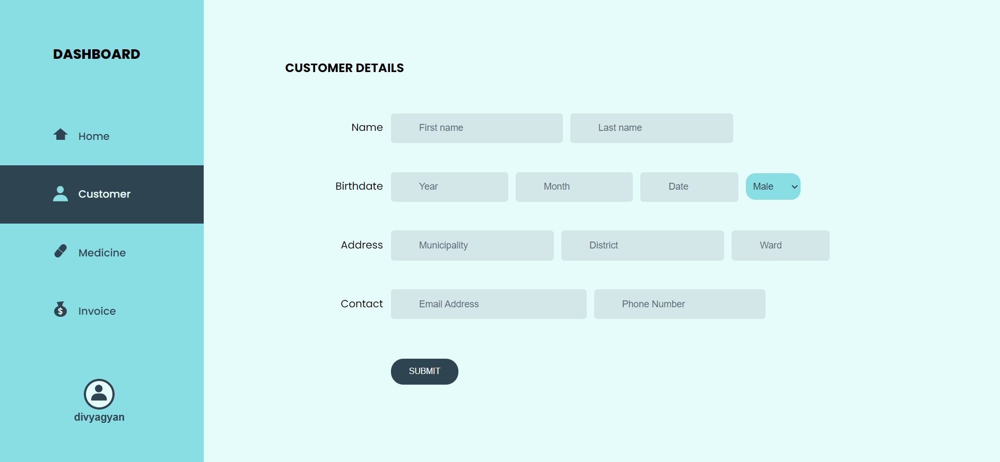 DASHBOARD
Home
Customer
Medicine
$ Invoice
divyagyan
CUSTOMER DETAILS
Name First name Last name
Birthdate Year Month Date Male
Address Municipality District Ward
Contact Email Address Phone Number
SUBMIT